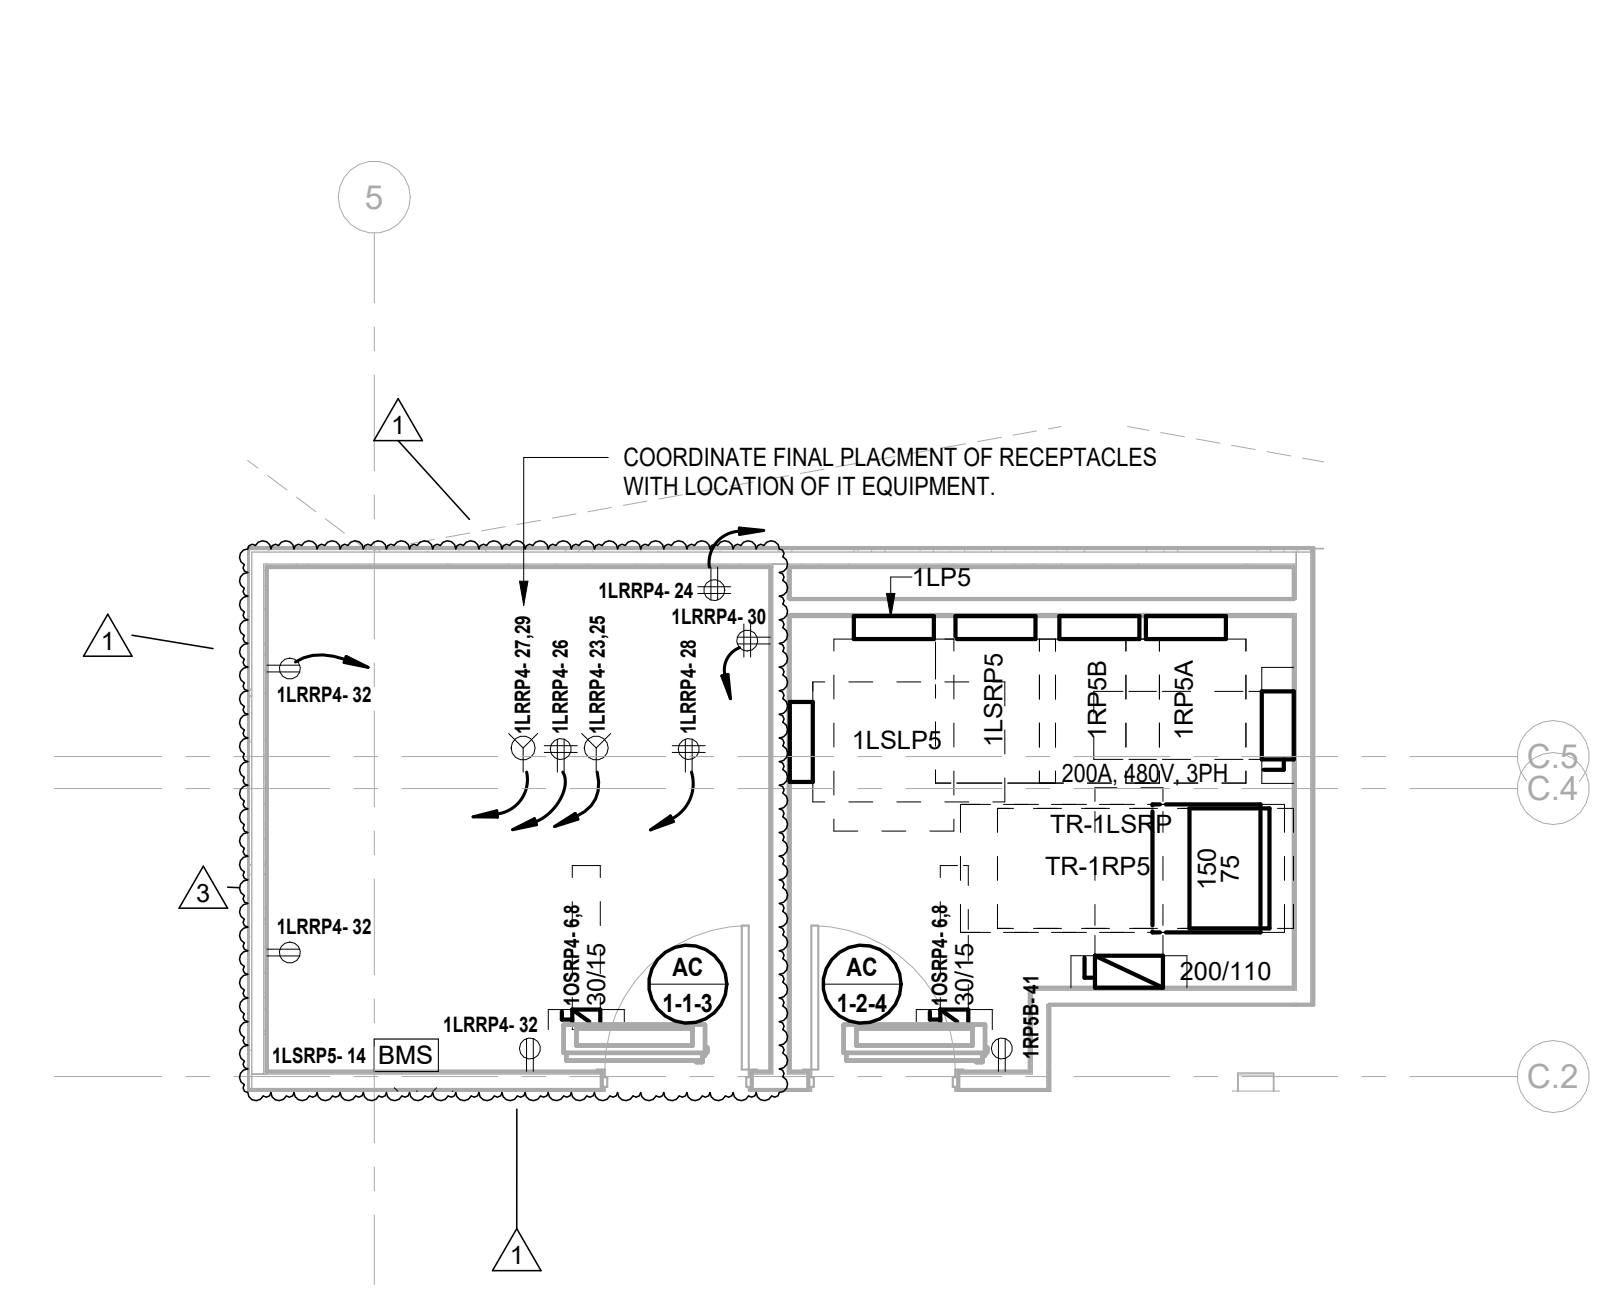 5
1
COORDINATE FINAL PLACMENT OF RECEPTACLES
WITH LOCATION OF IT EQUIPMENT.
1LRRP4- 24
1LP5
1LRRP4- 30
1
1LRRP4- 27,29
1LRRP4- 26
1LRRP4- 23,25
1LRRP4- 28
1LRRP4- 32
1LSRP5
1RP5B
1RP5A
1LSLP5
C.5
200A, 480V, 3PH
C.4
TR-1LSRP
TR-1RP5
150
75
3
1LRRP4- 32
1OSRP4- 6,8
30/15
AC
1-1-3
AC
1-2-4
1OSRP4- 6,8
30/15
200/110
1RP5B-41
1LRRP4- 32
1LSRP5- 14
BMS
C.2
1